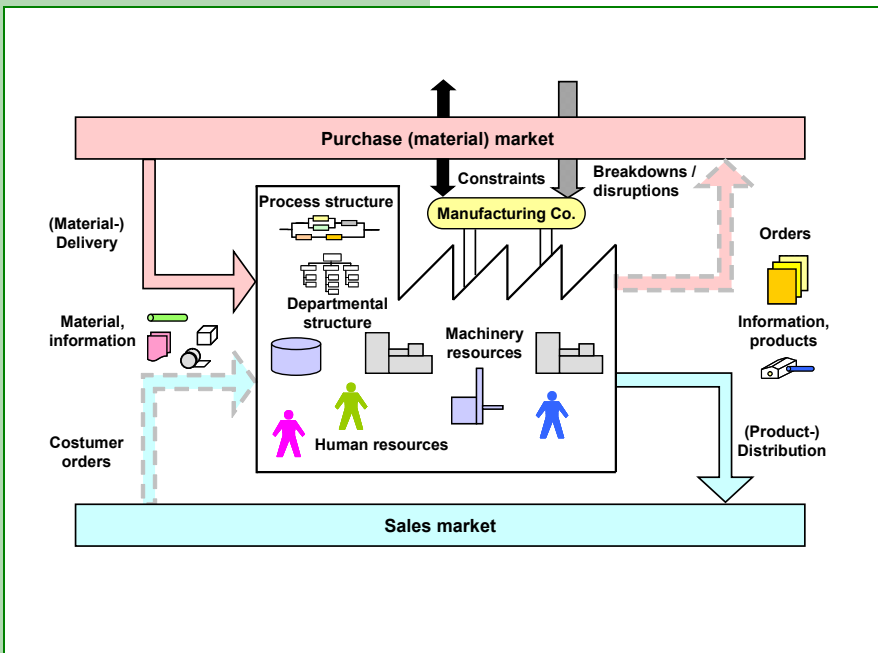 Purchase (material) market
Constraints
Breakdowns /
disruptions
Process structure
Manufacturing Co.
(Material-)
Delivery
Orders
Departmental
structure
Material,
information
Machinery
resources
Information,
products
Costumer
orders
Human resources
(Product-)
Distribution
Sales market